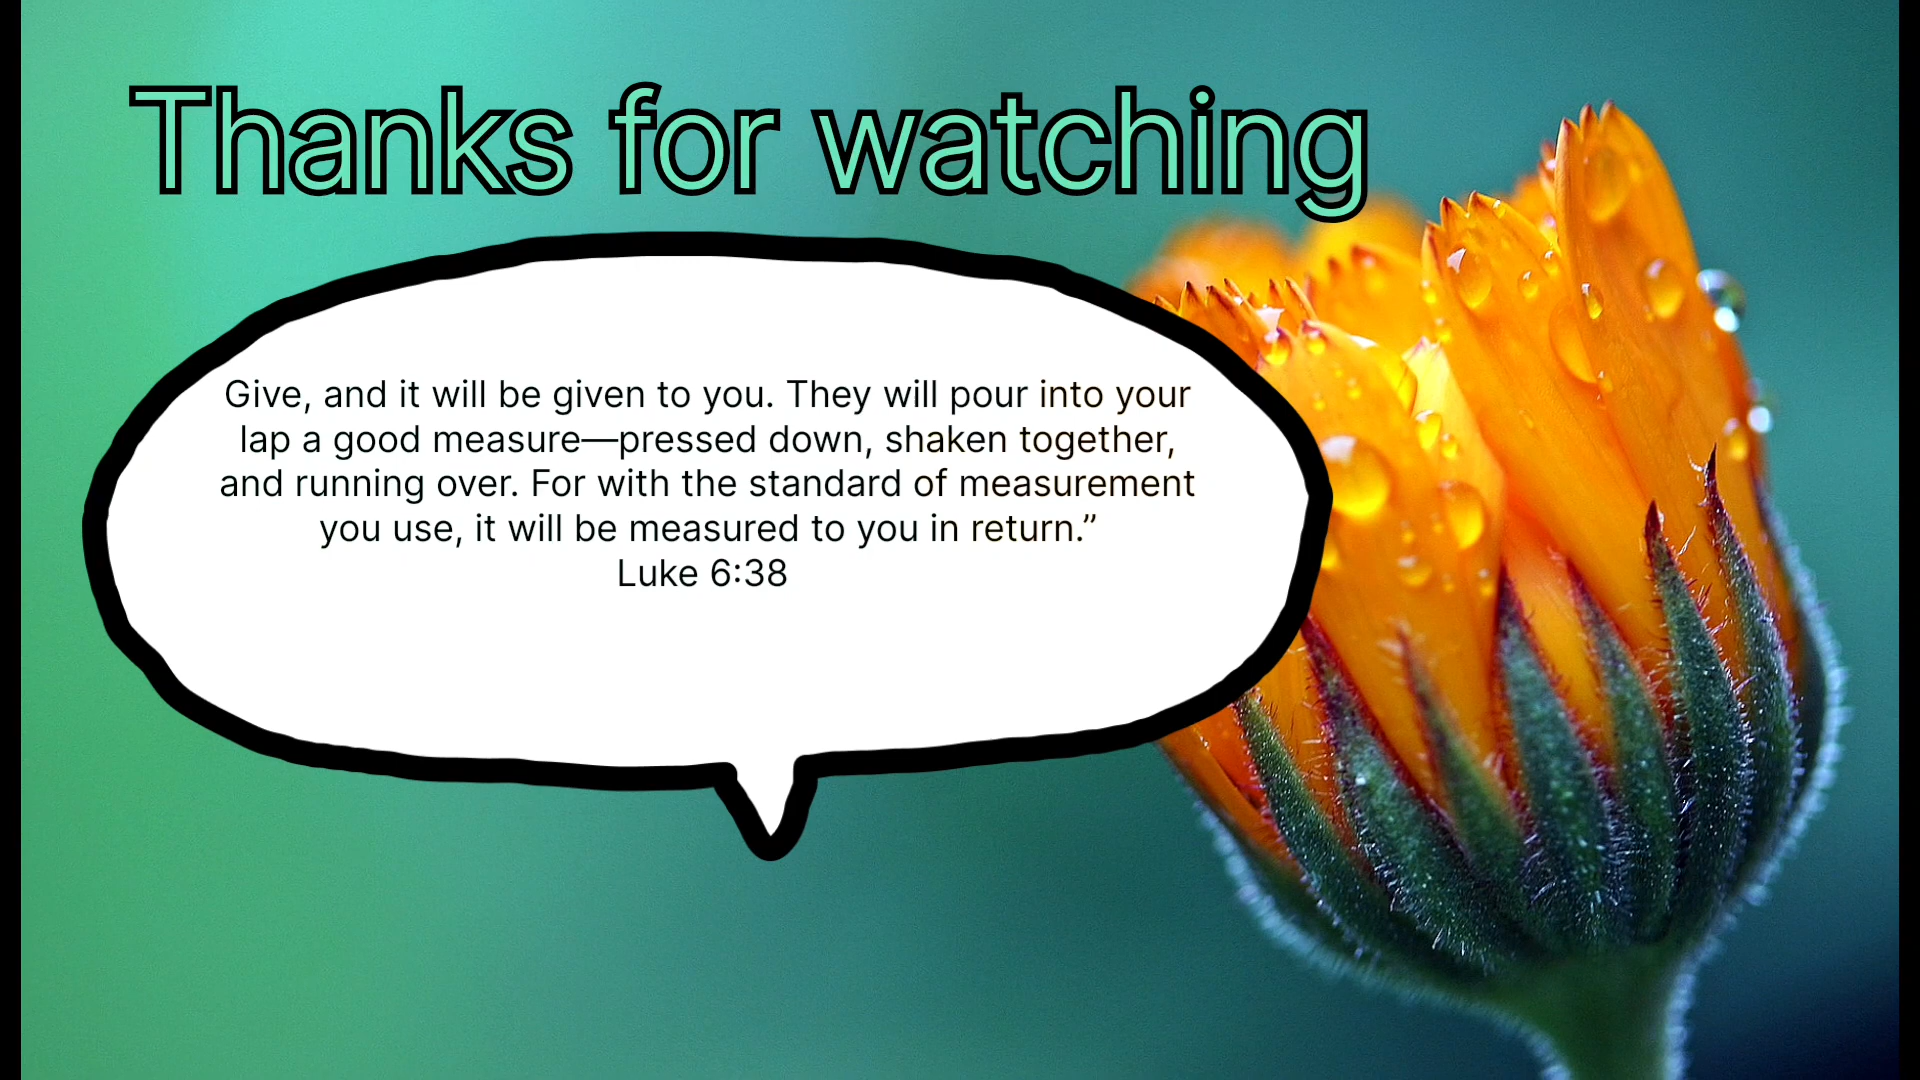 Thanks for watching
Give, and it will be given to you. They will pour into your
lap a good measure—pressed down, shaken together,
and running over. For with the standard of measurement
you use, it will be measured to you in return.”
Luke 6:38